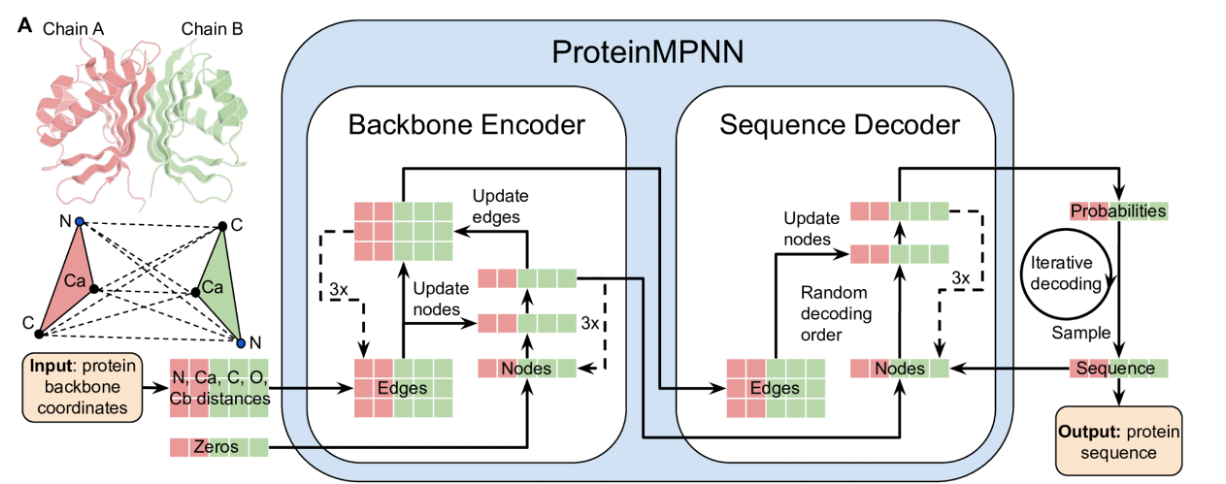 A
Chain A
Chain B
ProteinMPNN
Backbone Encoder
Sequence Decoder
N
C
Ca
Ca
C
N
Input: protein
backbone
coordinates
N, Ca, C, O,
Cb distances
Zeros
Update
edges
3x
Update
nodes
3x
Edges
Nodes
Update
nodes
Random
decoding
order
3x
Edges
Nodes
Probabilities
Iterative
decoding
Sample
Sequence
Output: protein
sequence